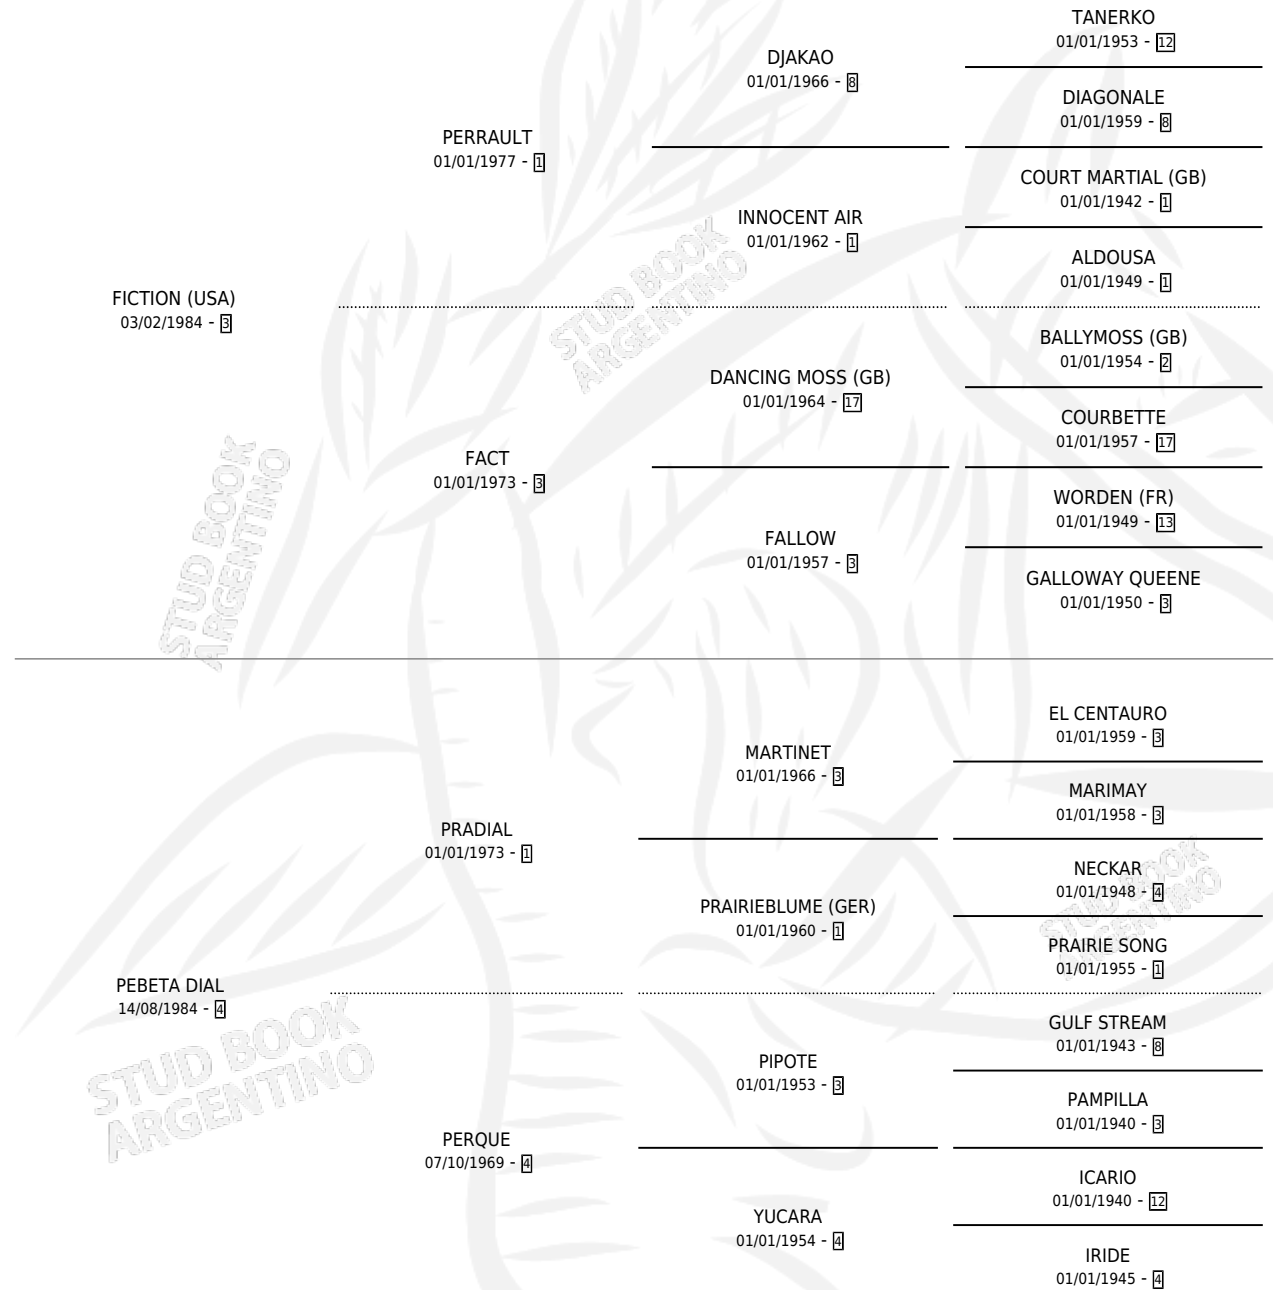 TANERKO
01/01/1953 - 12
DJAKAO
01/01/1966 - 8
DIAGONALE
01/01/1959 - 8
PERRAULT
01/01/1977 - 1
COURT MARTIAL (GB)
01/01/1942 - 1
INNOCENT AIR
01/01/1962 - 1
ALDOUSA
01/01/1949 - 1
FICTION (USA)
03/02/1984 - 3
BALLYMOSS (GB)
01/01/1954 - 2
DANCING MOSS (GB)
01/01/1964 - 17
COURBETTE
01/01/1957 - 17
FACT
01/01/1973 - 3
WORDEN (FR)
01/01/1949 - 13
FALLOW
01/01/1957 - 3
GALLOWAY QUEENE
01/01/1950 - 3
EL CENTAURO
01/01/1959 - 3
MARTINET
01/01/1966 - 3
MARIMAY
01/01/1958 - 3
PRADIAL
01/01/1973 - 1
NECKAR
01/01/1948 - 4
PRAIRIEBLUME (GER)
01/01/1960 - 1
PRAIRIE SONG
01/01/1955 - 1
PEBETA DIAL
14/08/1984 - 4
GULF STREAM
01/01/1943 - 8
PIPOTE
01/01/1953 - 3
PAMPILLA
01/01/1940 - 3
PERQUE
07/10/1969 - 4
ICARIO
01/01/1940 - 12
YUCARA
01/01/1954 - 4
IRIDE
01/01/1945 - 4
STUD BOOK
ARGENTINO
STUD BOOK
ARGENTINO
STUD BOOK
ARGENTINO
STUD BOOK
ARGENTINO